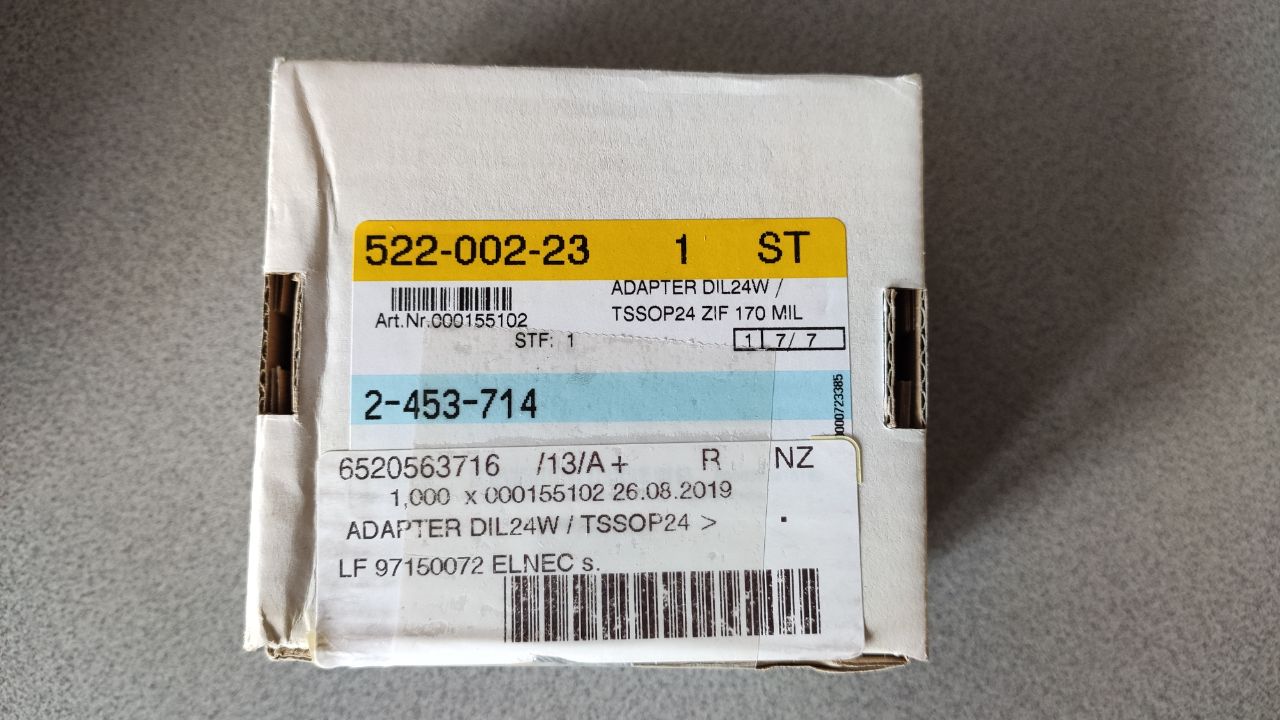 522-002-23 1 ST
ADAPTER DIL24W /
TSSOP24 ZIF 170 MIL
Art.Nr.000155102
STF: 1
1 7/ 7
2-453-714
0000723385
6520563716 /13/A+ R NZ
1,000 x 000155102 26.08.2019
ADAPTER DIL24W / TSSOP24 >
LF 97150072 ELNEC s.